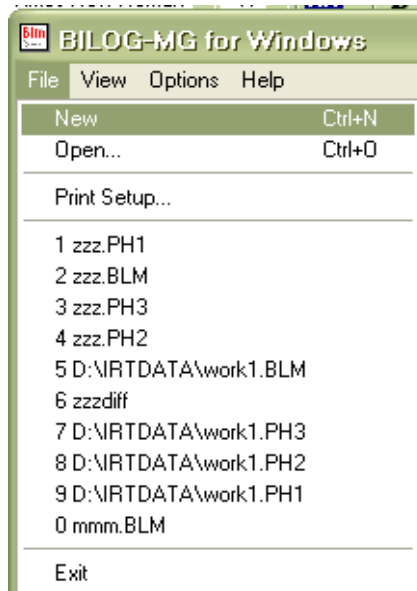 Blm
BILOG-MG for Windows
File View Options Help
New Ctrl+N
Open... Ctrl+O
Print Setup...
1 zzz.PH1
2 zzz.BLM
3 zzz.PH3
4 zzz.PH2
5 D:\IRTDATA\work1.BLM
6 zzzdiff
7 D:\IRTDATA\work1.PH3
8 D:\IRTDATA\work1.PH2
9 D:\IRTDATA\work1.PH1
0 mmm.BLM
Exit